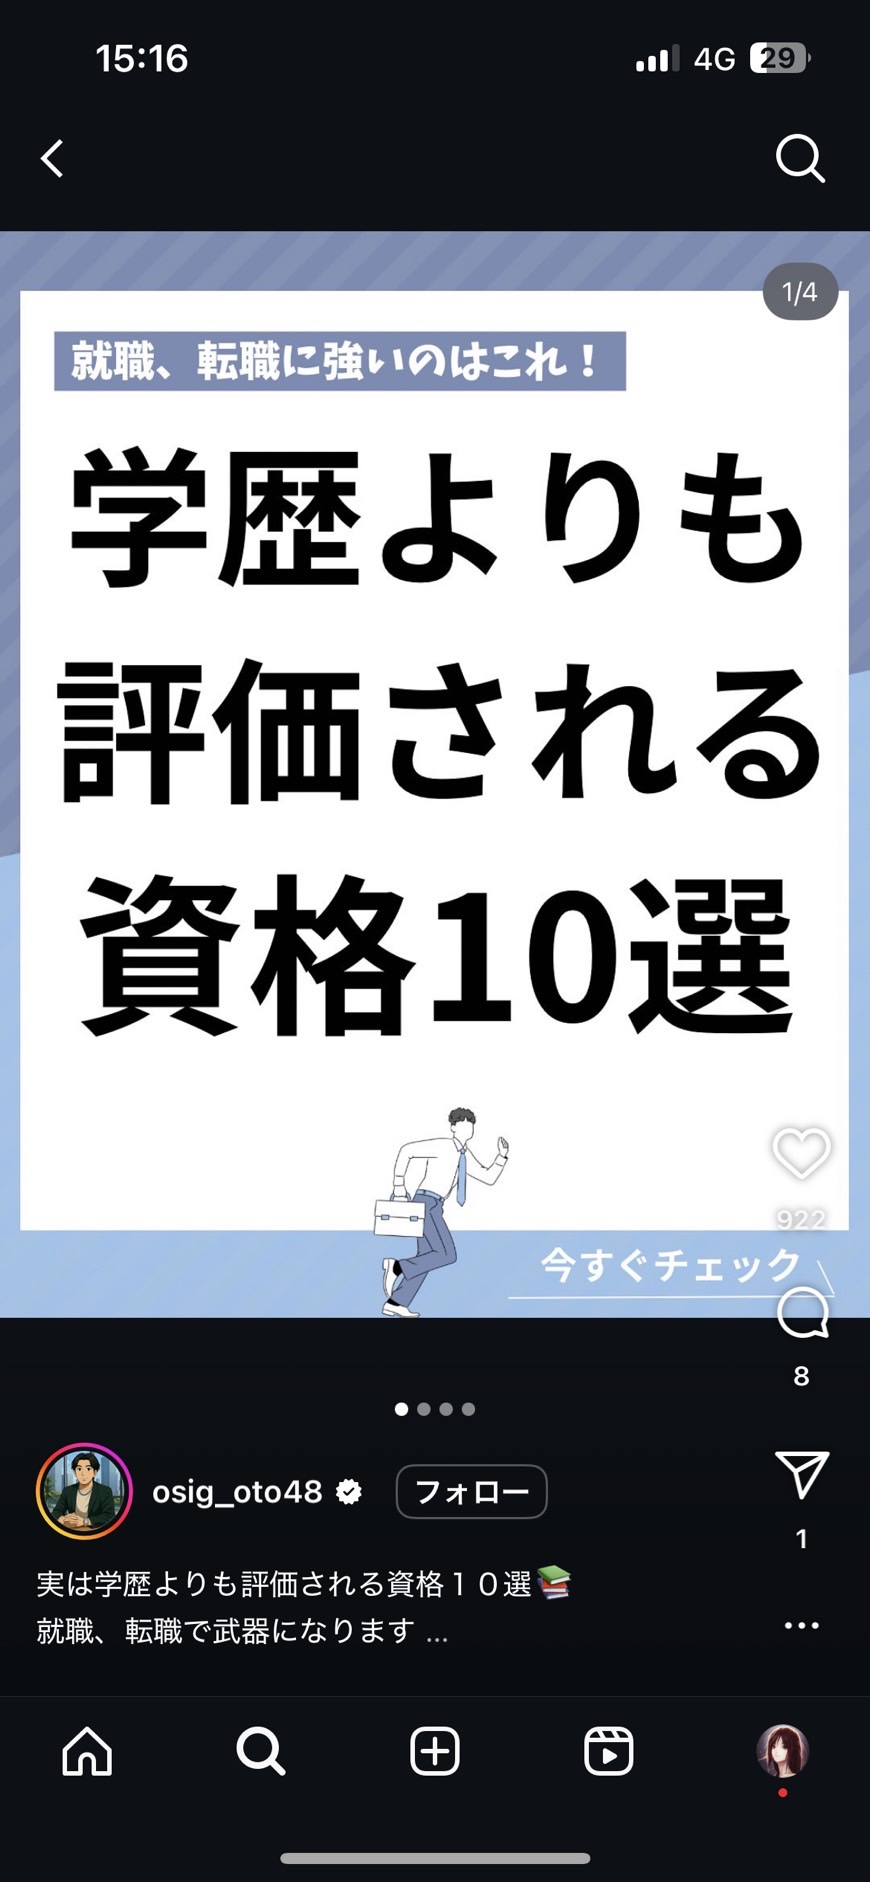 15:16
4G
29
1/4
就職、転職に強いのはこれ！
学歴よりも
評価される
資格10選
922
今すぐチェック
8
osig_oto48
フォロー
1
実は学歴よりも評価される資格１０選📚
就職、転職で武器になります ...